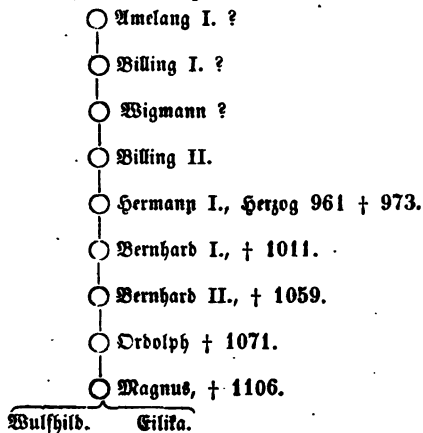 Amelang I. ?
Billing I. ?
Wigmann ?
Billing II.
Hermann I., Herzog 961 † 973.
Bernhard I., † 1011.
Bernhard II., † 1059.
Ordolph † 1071.
Magnus, † 1106.
Wulfhild. Eilika.